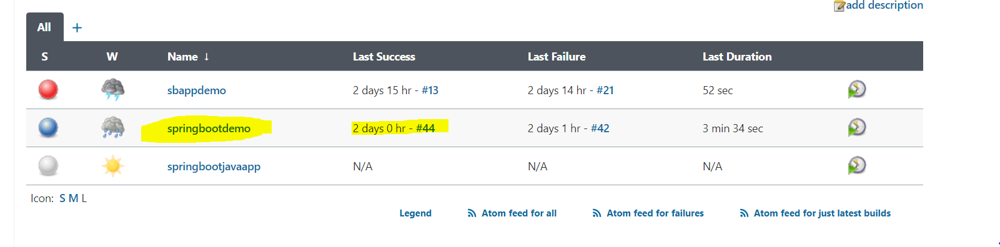 add description
All +
S W Name ↓ Last Success Last Failure Last Duration
sbappdemo 2 days 15 hr - #13 2 days 14 hr - #21 52 sec
springbootdemo 2 days 0 hr - #44 2 days 1 hr - #42 3 min 34 sec
springbootjavaapp N/A N/A N/A
Icon: S M L
Legend Atom feed for all Atom feed for failures Atom feed for just latest builds